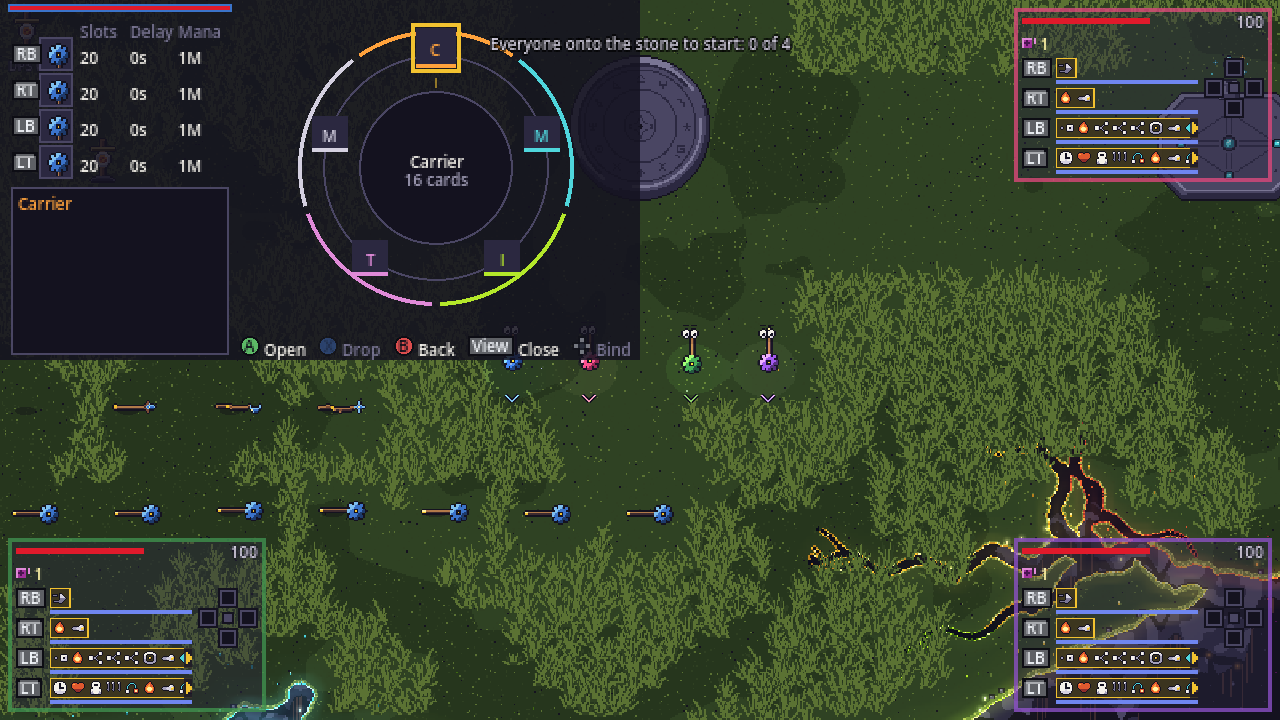 Slots Delay Mana
RB 20 0s 1M
RT 20 0s 1M
LB 20 0s 1M
LT 20 0s 1M
Carrier
C
I
M
M
Carrier
16 cards
T
I
A Open X Drop B Back View Close Bind
Everyone onto the stone to start: 0 of 4
100
1
RB
RT
LB
LT
100
1
RB
RT
LB
LT
100
1
RB
RT
LB
LT